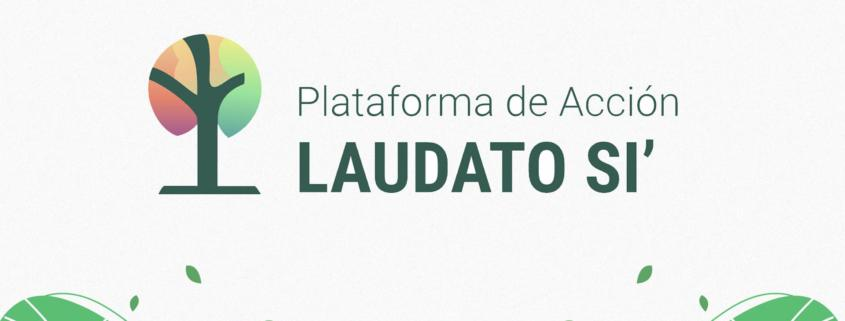 Plataforma de Acción
LAUDATO SI’